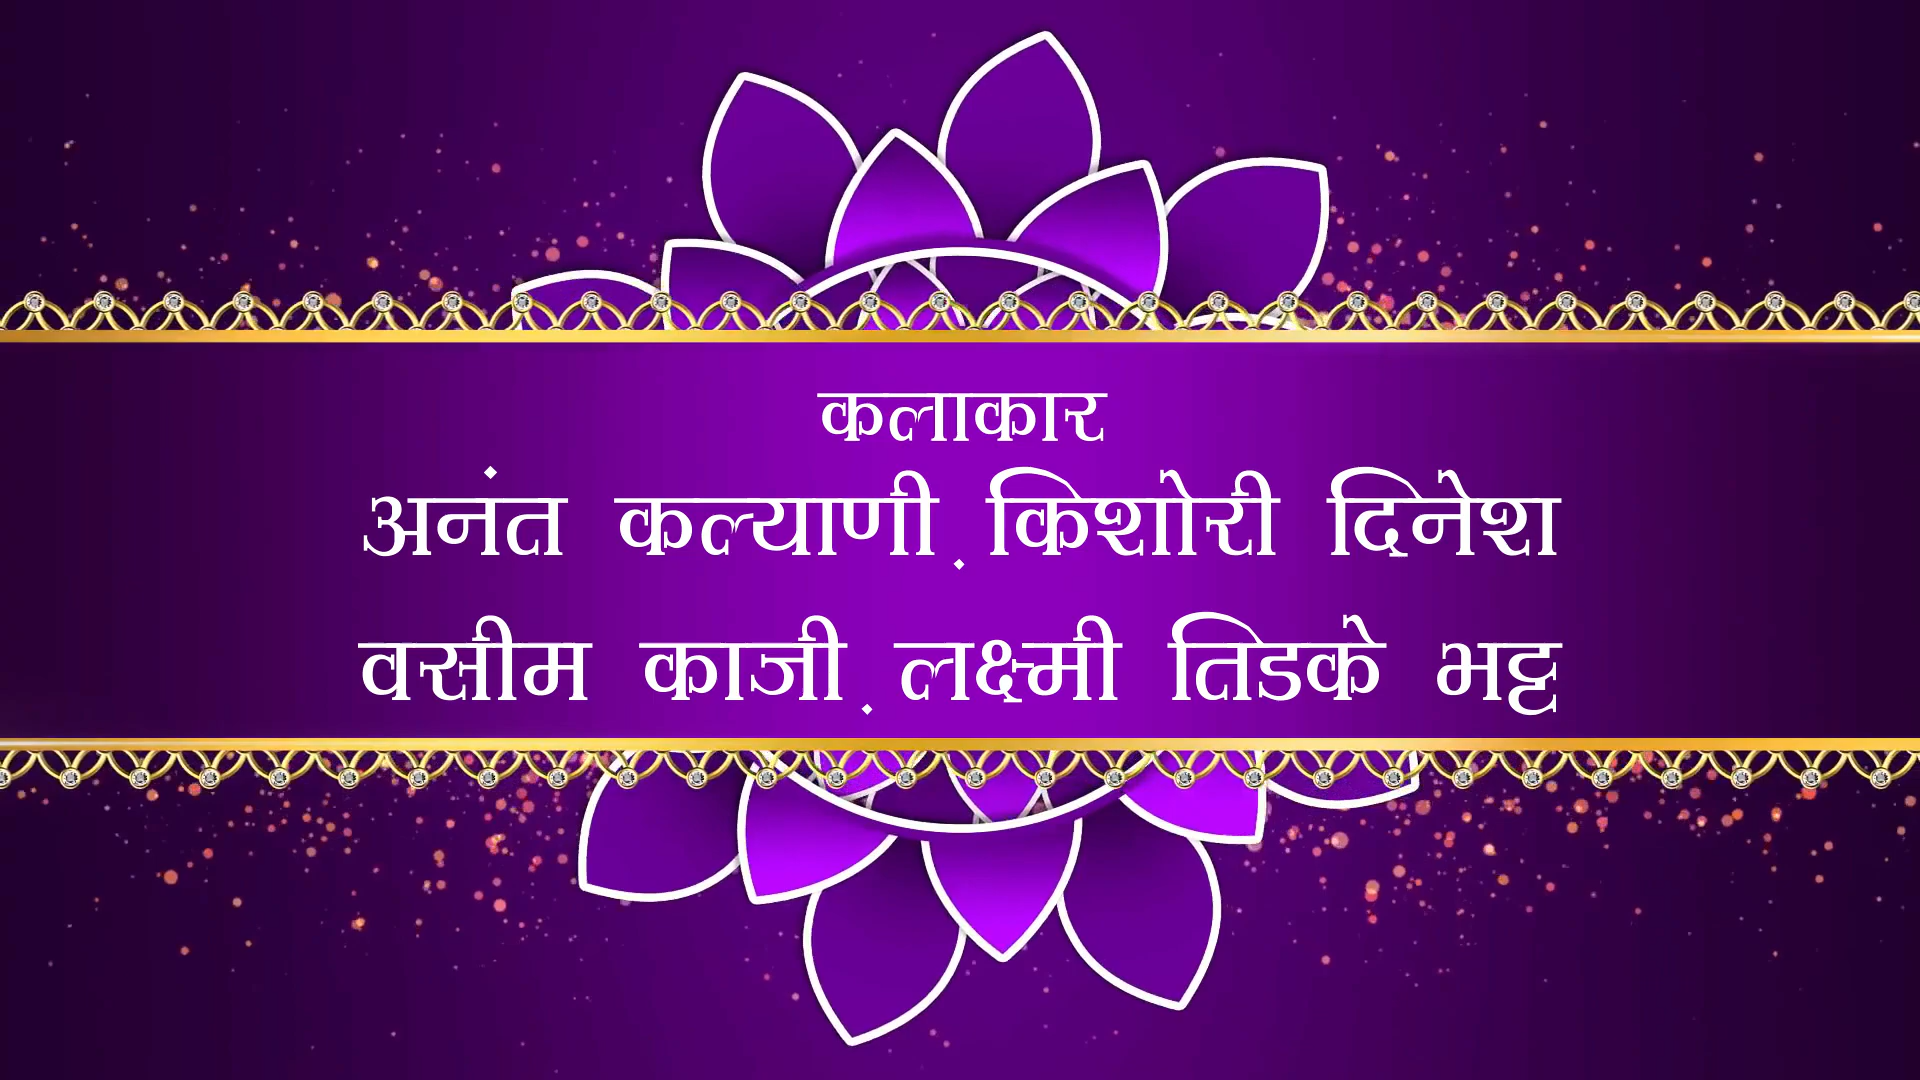 कलाकार
अनंत कल्याणी़ किशोरी दिनेश
वसीम काजी़ लक्ष्मी तिडके भट्ट